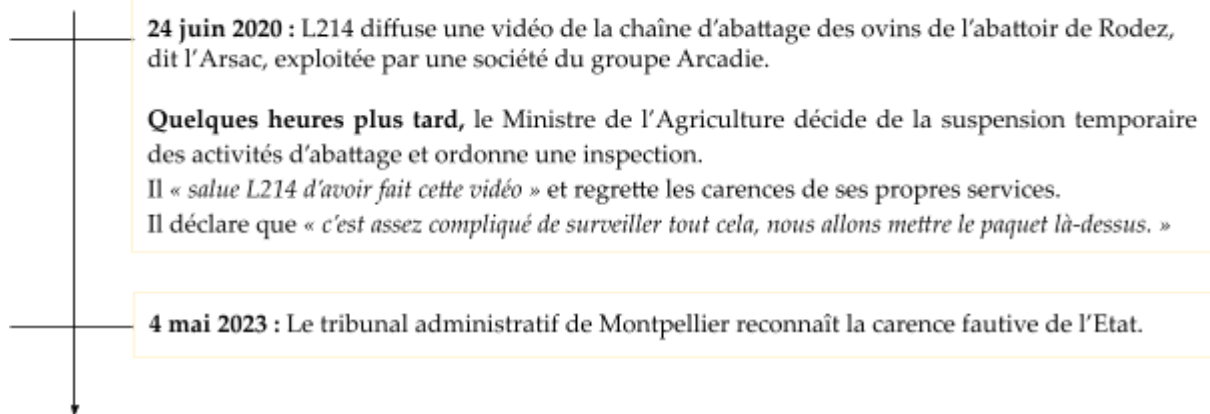 24 juin 2020 : L214 diffuse une vidéo de la chaîne d’abattage des ovins de l’abattoir de Rodez,
dit l’Arsac, exploitée par une société du groupe Arcadie.
Quelques heures plus tard, le Ministre de l’Agriculture décide de la suspension temporaire
des activités d’abattage et ordonne une inspection.
Il « salue L214 d’avoir fait cette vidéo » et regrette les carences de ses propres services.
Il déclare que « c’est assez compliqué de surveiller tout cela, nous allons mettre le paquet là-dessus. »
4 mai 2023 : Le tribunal administratif de Montpellier reconnaît la carence fautive de l’Etat.